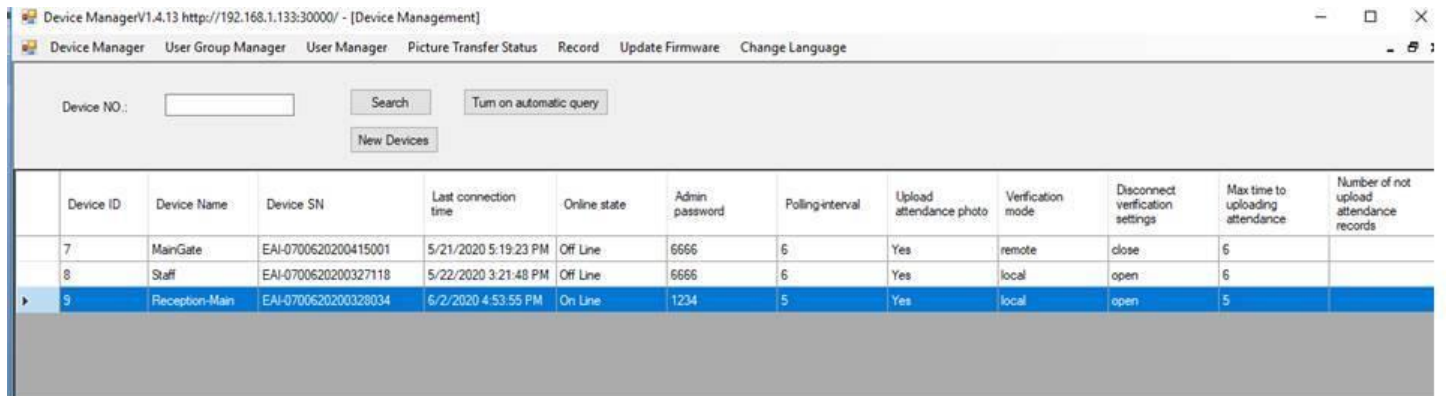 Device ManagerV1.4.13 http://192.168.1.133:30000/ - [Device Management]
Device Manager User Group Manager User Manager Picture Transfer Status Record Update Firmware Change Language
Device NO.: Search Turn on automatic query
New Devices
Device ID Device Name Device SN Last connection time Online state Admin password Polling-interval Upload attendance photo Verification mode Disconnect verification settings Max time to uploading attendance Number of not upload attendance records
7 MainGate EAI-0700620200415001 5/21/2020 5:19:23 PM Off Line 6666 6 Yes remote close 6
8 Staff EAI-0700620200327118 5/22/2020 3:21:48 PM Off Line 6666 6 Yes local open 6
9 Reception-Main EAI-0700620200328034 6/2/2020 4:53:55 PM On Line 1234 5 Yes local open 5